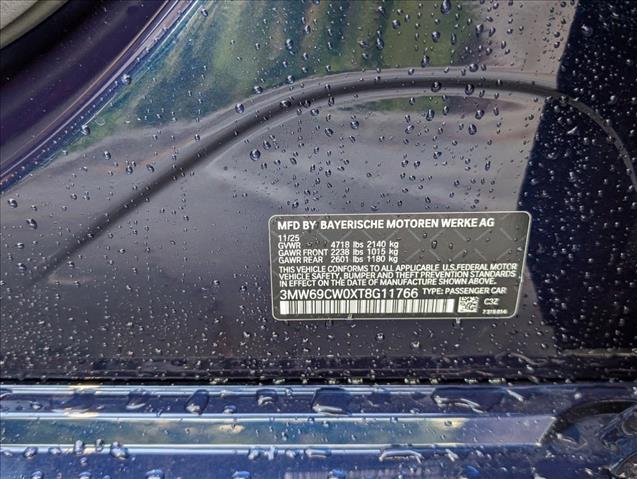 MFD BY BAYERISCHE MOTOREN WERKE AG
11/25
GVWR 4718 lbs 2140 kg
GAWR FRONT 2238 lbs 1015 kg
GAWR REAR 2601 lbs 1180 kg
THIS VEHICLE CONFORMS TO ALL APPLICABLE U.S.FEDERAL MOTOR
VEHICLE SAFETY, BUMPER, AND THEFT PREVENTION STANDARDS
IN EFFECT ON THE DATE OF MANUFACTURE SHOWN ABOVE.
3MW69CW0XT8G11766 TYPE: PASSENGER CAR
C3Z